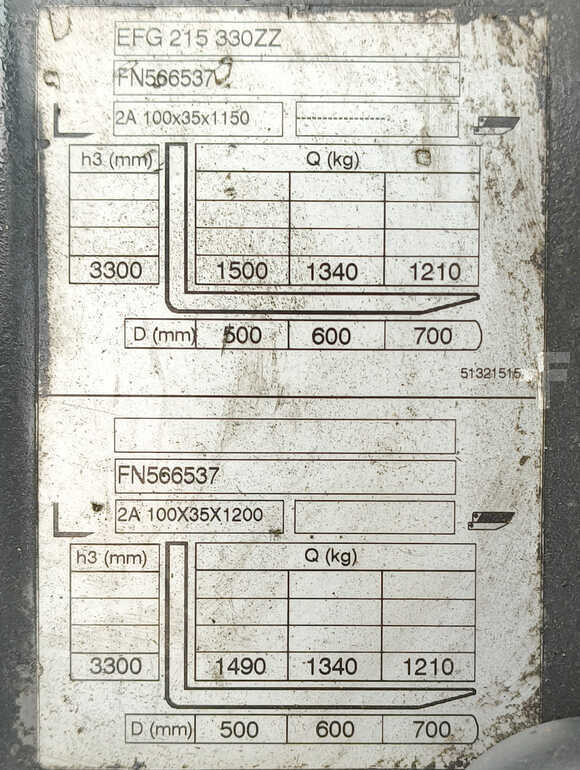 EFG 215 330ZZ
FN566537
2A 100x35x1150
h3 (mm) Q (kg)
3300 1500 1340 1210
D (mm) 500 600 700
51321515
FN566537
2A 100X35X1200
h3 (mm) Q (kg)
3300 1490 1340 1210
D (mm) 500 600 700